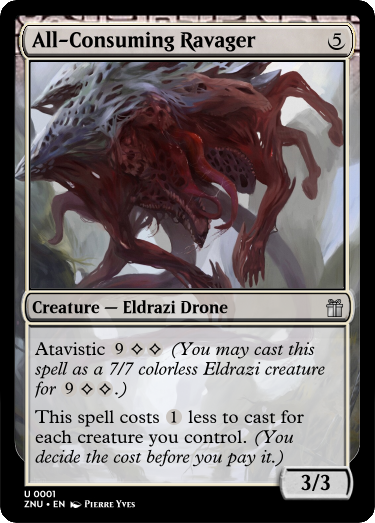 All-Consuming Ravager 5
Creature — Eldrazi Drone
Atavistic 9 ◇◇ (You may cast this
spell as a 7/7 colorless Eldrazi creature
for 9 ◇◇.)
This spell costs 1 less to cast for
each creature you control. (You
decide the cost before you pay it.)
3/3
U 0001
ZNU • EN Pierre Yves